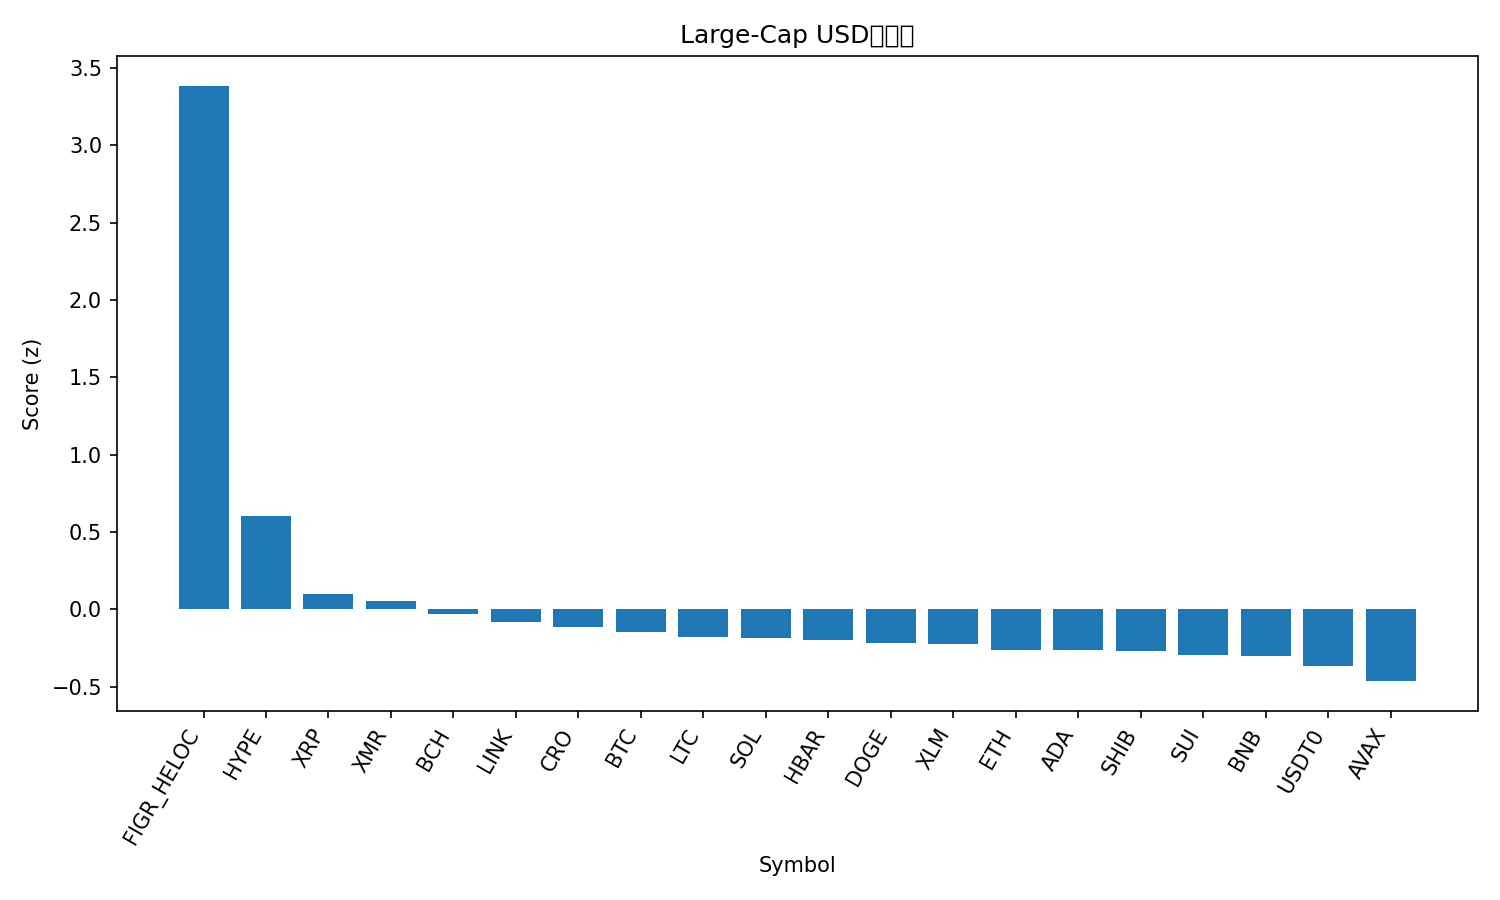 Large-Cap USD
3.5
3.0
2.5
2.0
1.5
1.0
0.5
0.0
−0.5
Score (z)
FIGR_HELOC
HYPE
XRP
XMR
BCH
LINK
CRO
BTC
LTC
SOL
HBAR
DOGE
XLM
ETH
ADA
SHIB
SUI
BNB
USDT0
AVAX
Symbol